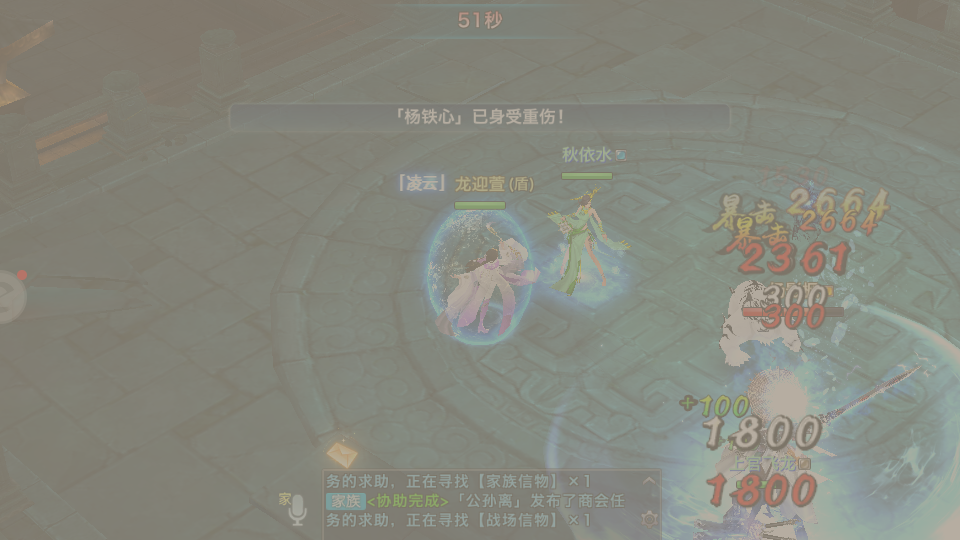 51秒
「杨铁心」已身受重伤!
秋依水
「凌云」 龙迎萱 (盾)
暴击 2664
暴击 2664
2361
300
300
+100
1800
1800
务的求助, 正在寻找【家族信物】×1
家
家族 <协助完成>「公孙离」发布了商会任
务的求助, 正在寻找【战场信物】×1